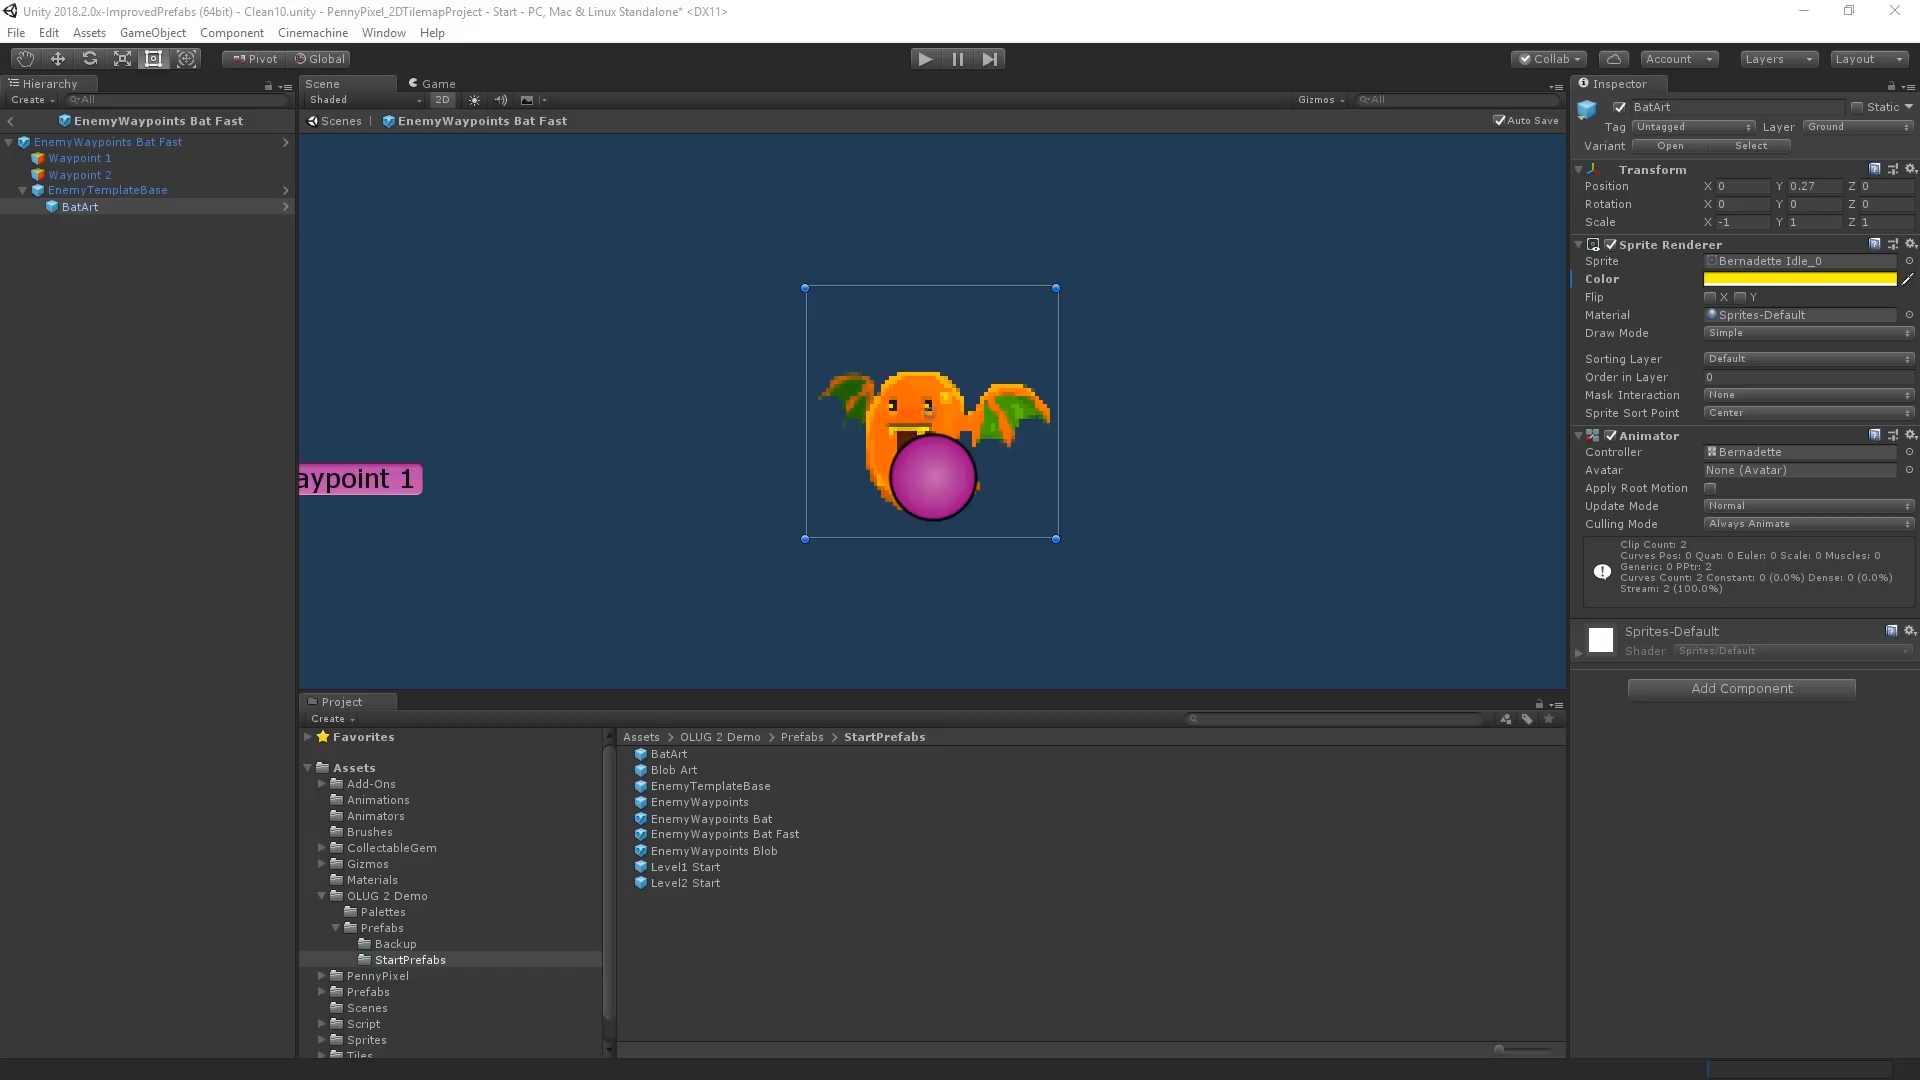 Unity 2018.2.0x-ImprovedPrefabs (64bit) - Clean10.unity - PennyPixel_2DTilemapProject - Start - PC, Mac & Linux Standalone* <DX11>
File Edit Assets GameObject Component Cinemachine Window Help
Pivot Global Collab Account Layers Layout
Hierarchy
Create All
EnemyWaypoints Bat Fast
EnemyWaypoints Bat Fast
Waypoint 1
Waypoint 2
EnemyTemplateBase
BatArt
Scene Game
Shaded 2D Gizmos All
Scenes | EnemyWaypoints Bat Fast Auto Save
aypoint 1
Project
Create
Favorites
Assets
Add-Ons
Animations
Animators
Brushes
CollectableGem
Gizmos
Materials
OLUG 2 Demo
Palettes
Prefabs
Backup
StartPrefabs
PennyPixel
Prefabs
Scenes
Script
Sprites
Tiles
Assets > OLUG 2 Demo > Prefabs > StartPrefabs
BatArt
Blob Art
EnemyTemplateBase
EnemyWaypoints
EnemyWaypoints Bat
EnemyWaypoints Bat Fast
EnemyWaypoints Blob
Level1 Start
Level2 Start
Inspector
BatArt Static
Tag Untagged Layer Ground
Variant Open Select
Transform
Position X 0 Y 0.27 Z 0
Rotation X 0 Y 0 Z 0
Scale X -1 Y 1 Z 1
Sprite Renderer
Sprite Bernadette Idle_0
Color
Flip X Y
Material Sprites-Default
Draw Mode Simple
Sorting Layer Default
Order in Layer 0
Mask Interaction None
Sprite Sort Point Center
Animator
Controller Bernadette
Avatar None (Avatar)
Apply Root Motion
Update Mode Normal
Culling Mode Always Animate
Clip Count: 2
Curves Pos: 0 Quat: 0 Euler: 0 Scale: 0 Muscles: 0
Generic: 0 PPtr: 2
Curves Count: 2 Constant: 0 (0.0%) Dense: 0 (0.0%)
Stream: 2 (100.0%)
Sprites-Default
Shader Sprites/Default
Add Component